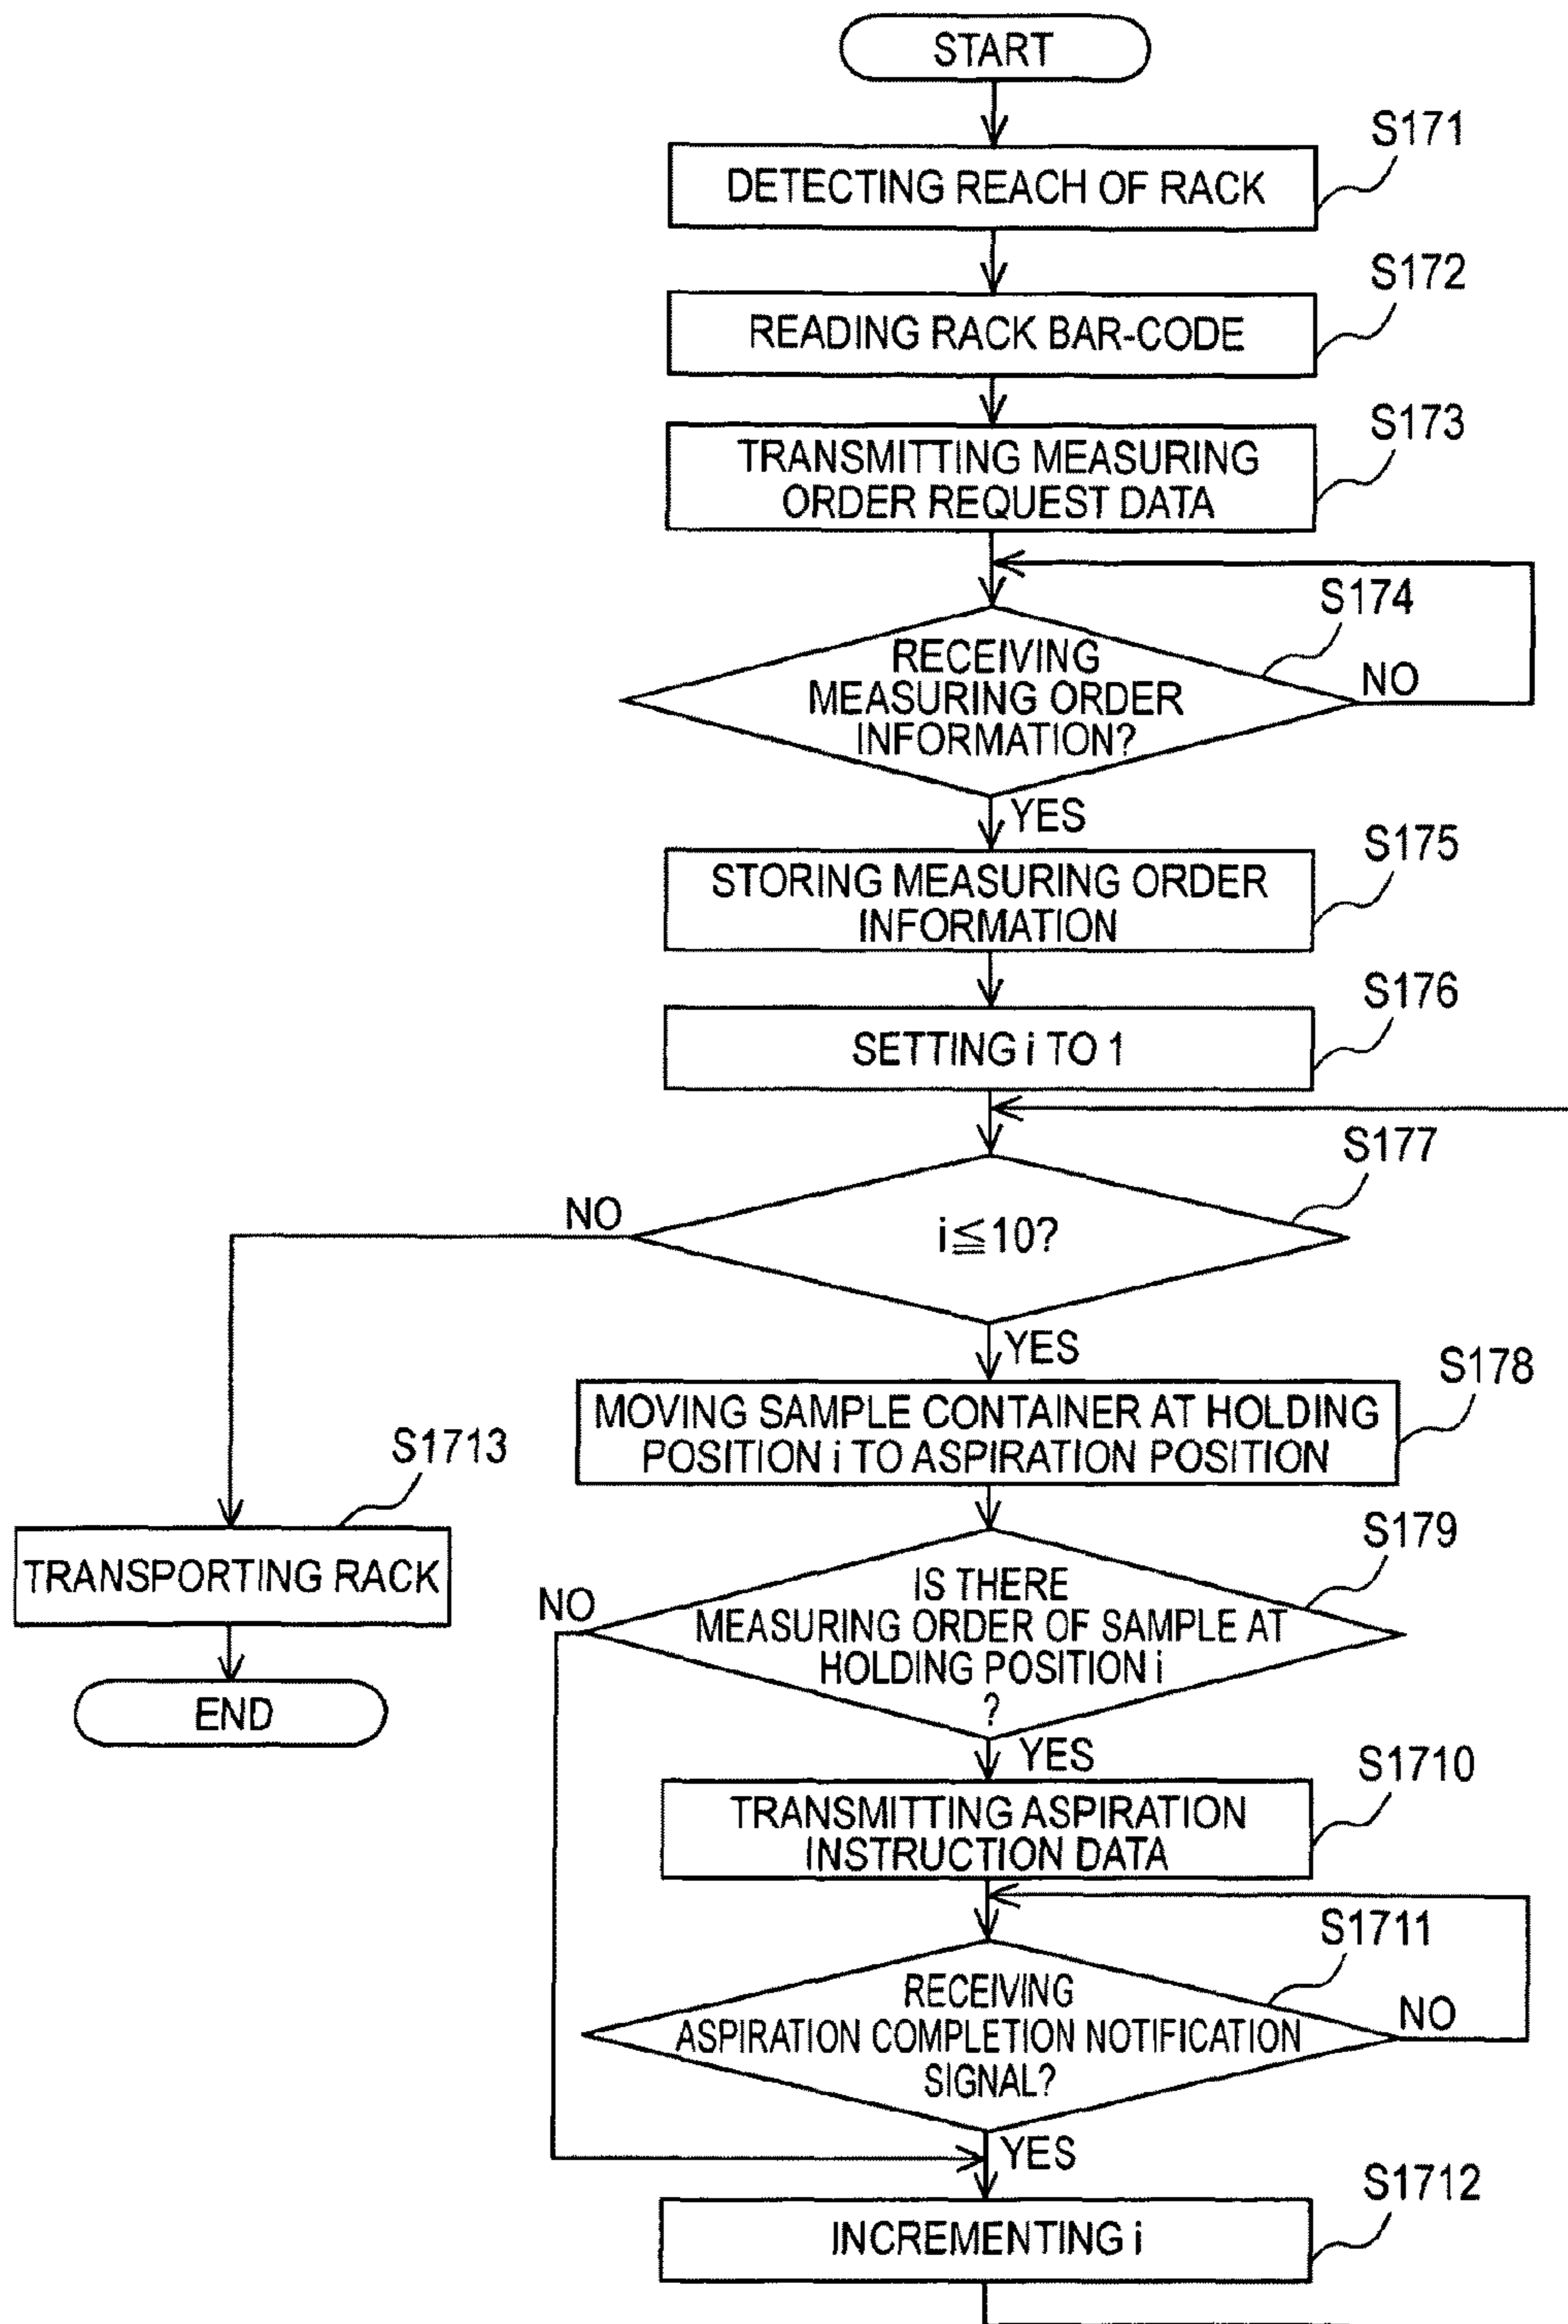 START
S171
DETECTING REACH OF RACK
S172
READING RACK BAR-CODE
S173
TRANSMITTING MEASURING
ORDER REQUEST DATA
S174
RECEIVING
MEASURING ORDER
INFORMATION?
NO
YES
S175
STORING MEASURING ORDER
INFORMATION
S176
SETTING i TO 1
S177
NO
i≦10?
YES
S178
MOVING SAMPLE CONTAINER AT HOLDING
POSITION i TO ASPIRATION POSITION
S1713
TRANSPORTING RACK
END
S179
NO
IS THERE
MEASURING ORDER OF SAMPLE AT
HOLDING POSITION i
?
YES
S1710
TRANSMITTING ASPIRATION
INSTRUCTION DATA
S1711
RECEIVING
ASPIRATION COMPLETION NOTIFICATION
SIGNAL?
NO
YES
S1712
INCREMENTING i